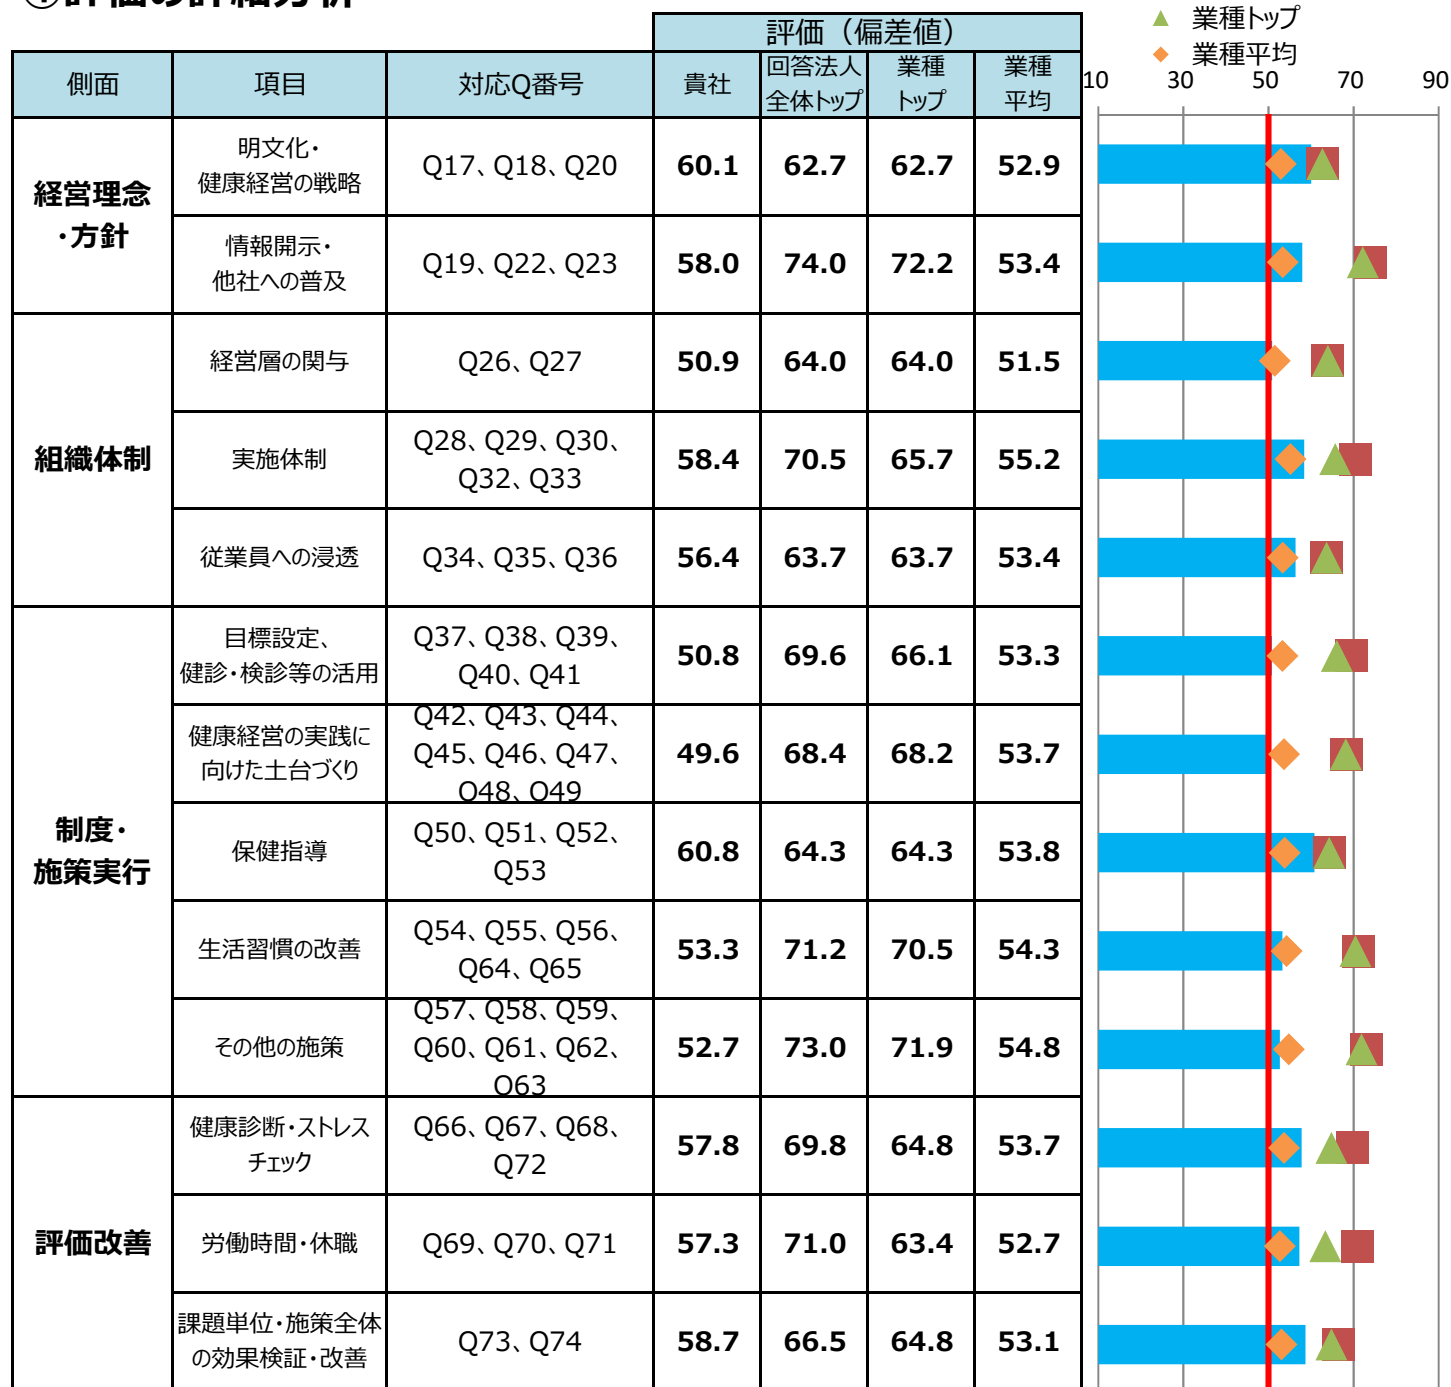 ①評価の詳細分析
▲ 業種トップ
◆ 業種平均
評価（偏差値）
側面 項目 対応Q番号 貴社 回答法人 業種 業種
全体トップ トップ 平均
10 30 50 70 90
経営理念
・方針
明文化・
健康経営の戦略
Q17、Q18、Q20 60.1 62.7 62.7 52.9
情報開示・
他社への普及
Q19、Q22、Q23 58.0 74.0 72.2 53.4
組織体制
経営層の関与 Q26、Q27 50.9 64.0 64.0 51.5
実施体制
Q28、Q29、Q30、
Q32、Q33
58.4 70.5 65.7 55.2
従業員への浸透 Q34、Q35、Q36 56.4 63.7 63.7 53.4
制度・
施策実行
目標設定、
健診・検診等の活用
Q37、Q38、Q39、
Q40、Q41
50.8 69.6 66.1 53.3
健康経営の実践に
向けた土台づくり
Q42、Q43、Q44、
Q45、Q46、Q47、
Q48、Q49
49.6 68.4 68.2 53.7
保健指導
Q50、Q51、Q52、
Q53
60.8 64.3 64.3 53.8
生活習慣の改善
Q54、Q55、Q56、
Q64、Q65
53.3 71.2 70.5 54.3
その他の施策
Q57、Q58、Q59、
Q60、Q61、Q62、
Q63
52.7 73.0 71.9 54.8
評価改善
健康診断・ストレス
チェック
Q66、Q67、Q68、
Q72
57.8 69.8 64.8 53.7
労働時間・休職 Q69、Q70、Q71 57.3 71.0 63.4 52.7
課題単位・施策全体
の効果検証・改善
Q73、Q74 58.7 66.5 64.8 53.1